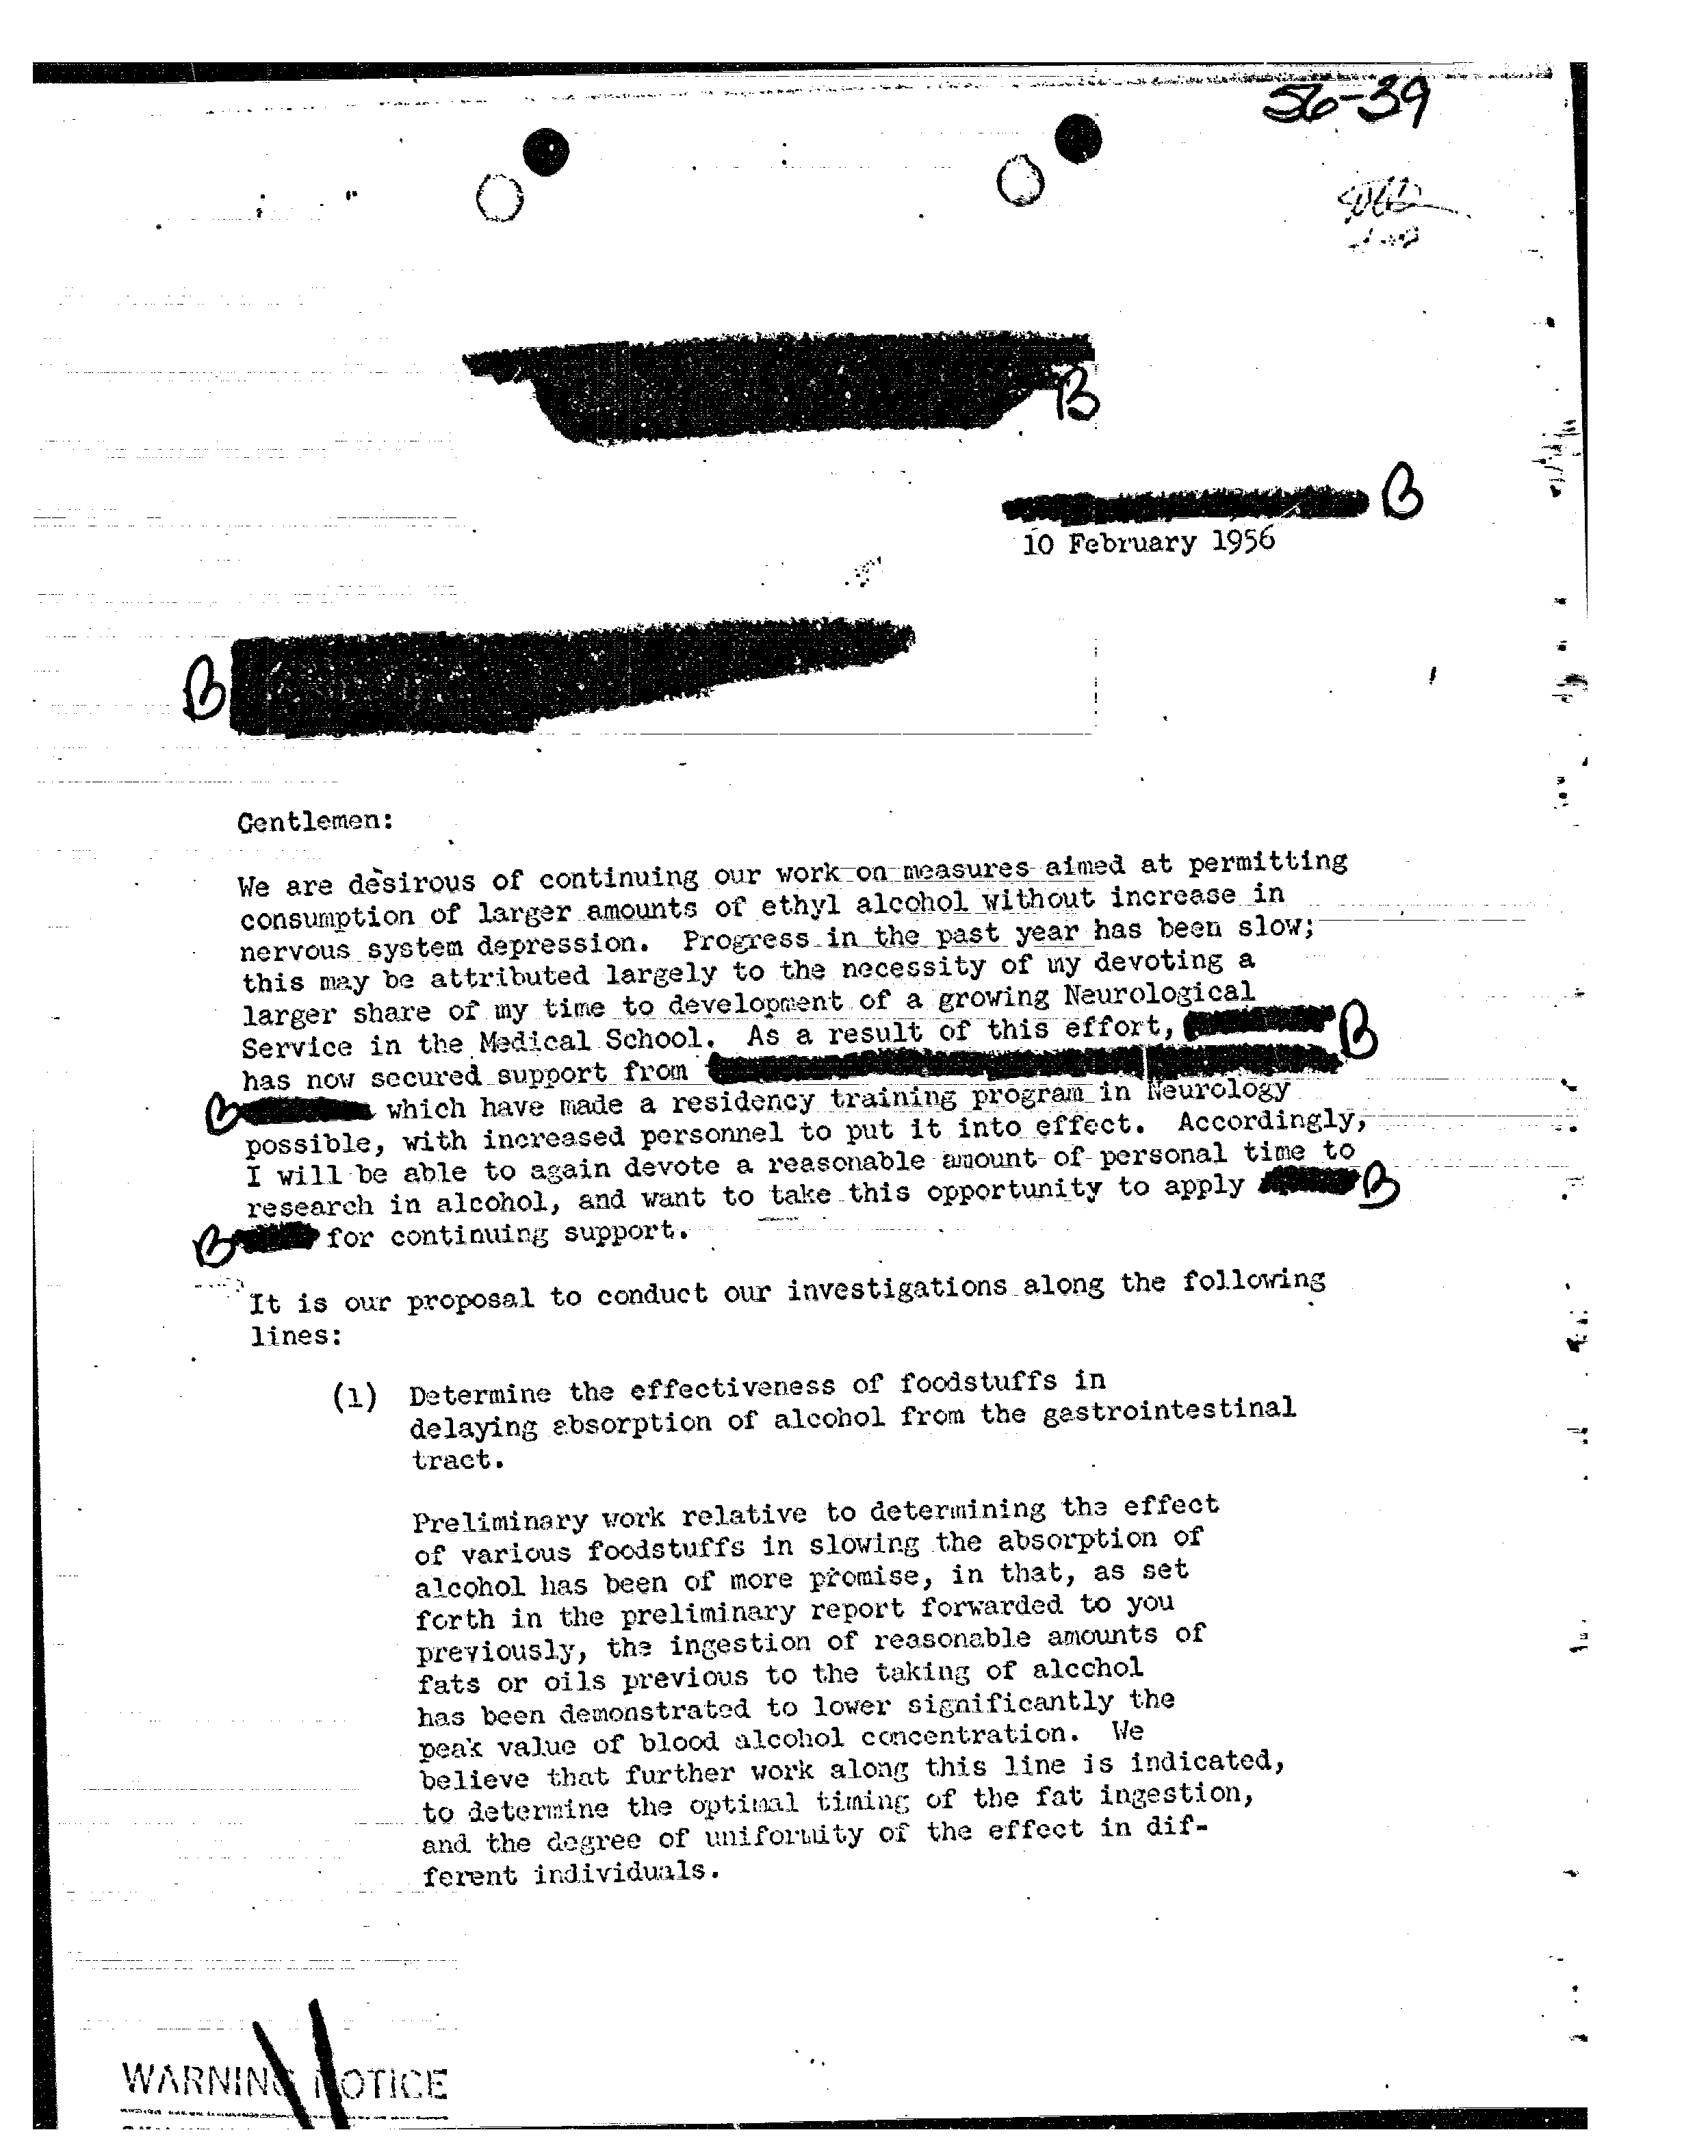 56-39
B
B
10 February 1956
B
Gentlemen:
We are desirous of continuing our work on measures aimed at permitting
consumption of larger amounts of ethyl alcohol without increase in
nervous system depression. Progress in the past year has been slow;
this may be attributed largely to the necessity of my devoting a
larger share of my time to development of a growing Neurological
Service in the Medical School. As a result of this effort, B
has now secured support from
B which have made a residency training program in Neurology
possible, with increased personnel to put it into effect. Accordingly,
I will be able to again devote a reasonable amount of personal time to
research in alcohol, and want to take this opportunity to apply B
B for continuing support.
It is our proposal to conduct our investigations along the following
lines:
(1) Determine the effectiveness of foodstuffs in
delaying absorption of alcohol from the gastrointestinal
tract.
Preliminary work relative to determining the effect
of various foodstuffs in slowing the absorption of
alcohol has been of more promise, in that, as set
forth in the preliminary report forwarded to you
previously, the ingestion of reasonable amounts of
fats or oils previous to the taking of alcohol
has been demonstrated to lower significantly the
peak value of blood alcohol concentration. We
believe that further work along this line is indicated,
to determine the optimal timing of the fat ingestion,
and the degree of uniformity of the effect in dif-
ferent individuals.
WARNING NOTICE